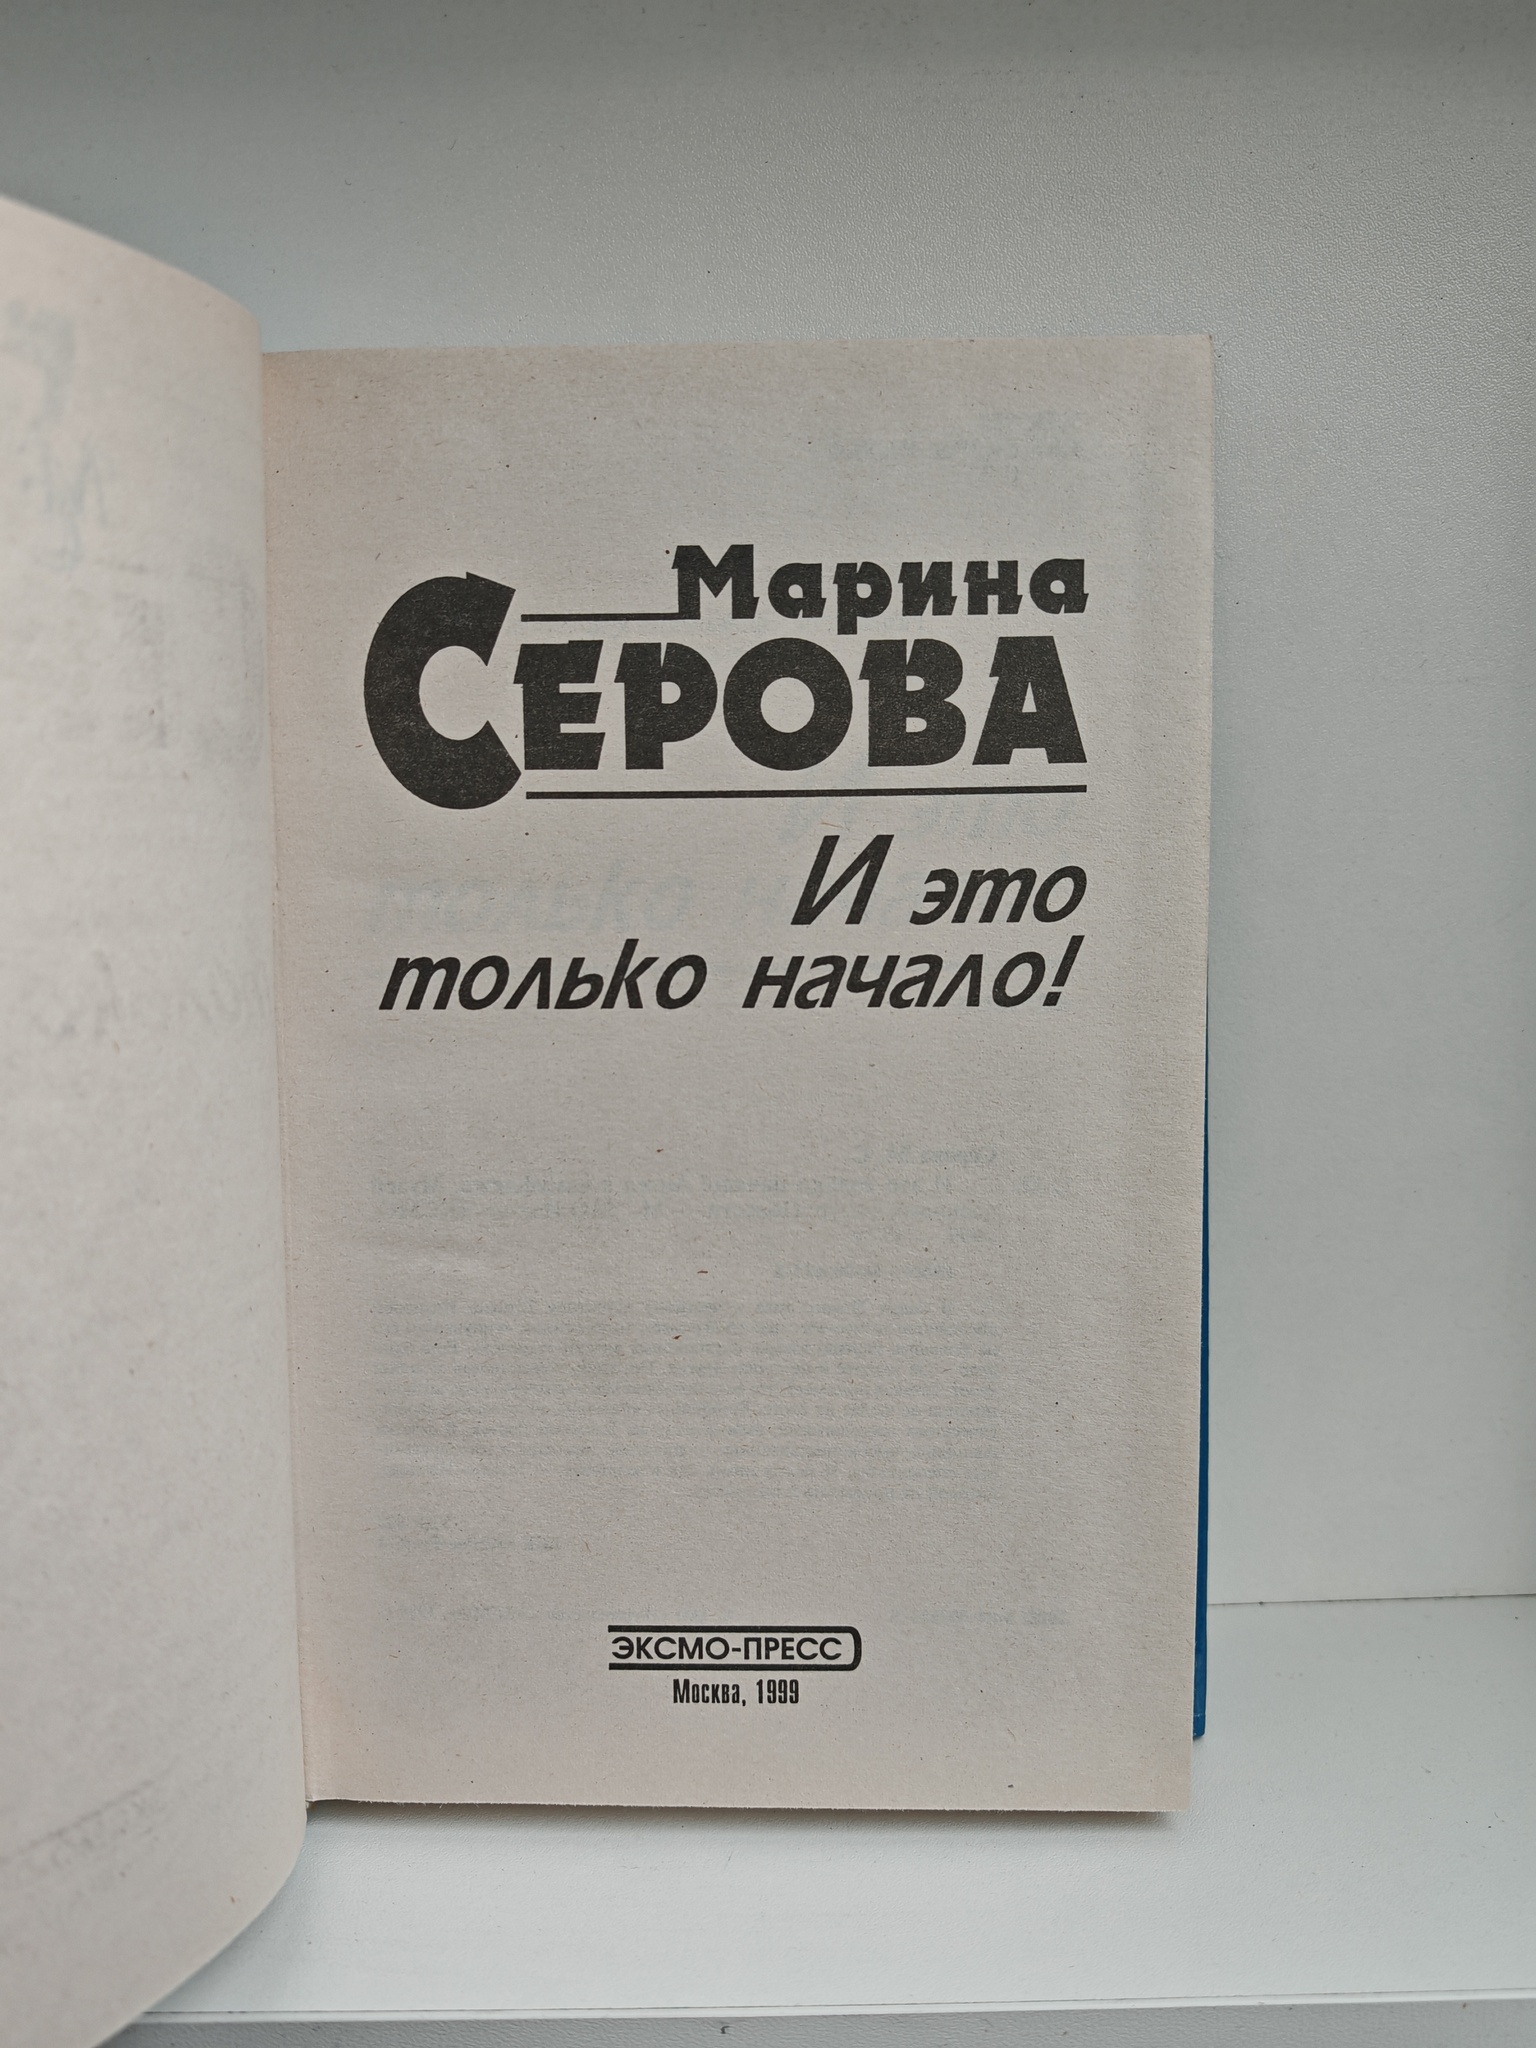 Марина
СЕРОВА
И это
только начало!
ЭКСМО-ПРЕСС
Москва, 1999